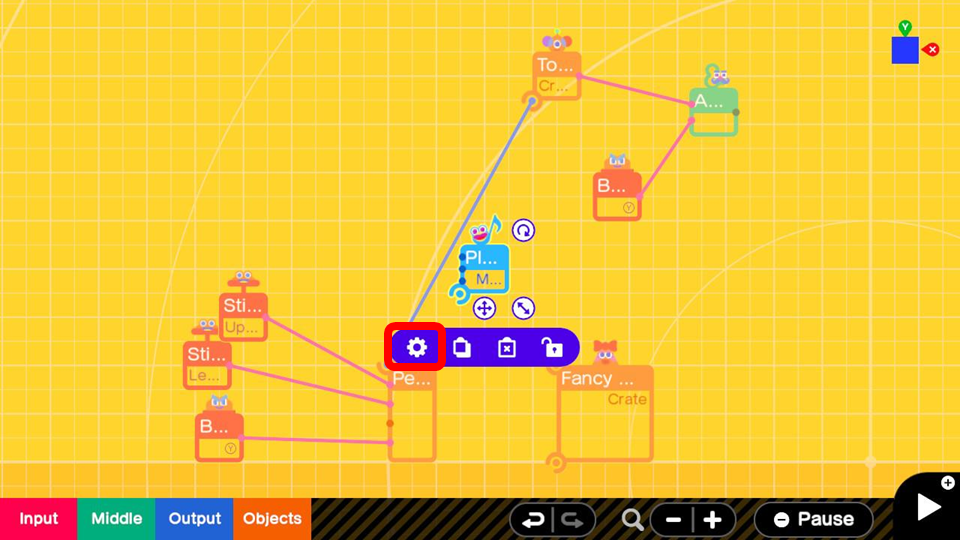 Y
X
To...
Cr...
A...
B...
Y
Pl...
M...
Sti...
Up...
Sti...
Le...
Pe...
Fancy ...
Crate
B...
Y
Input
Middle
Output
Objects
Pause